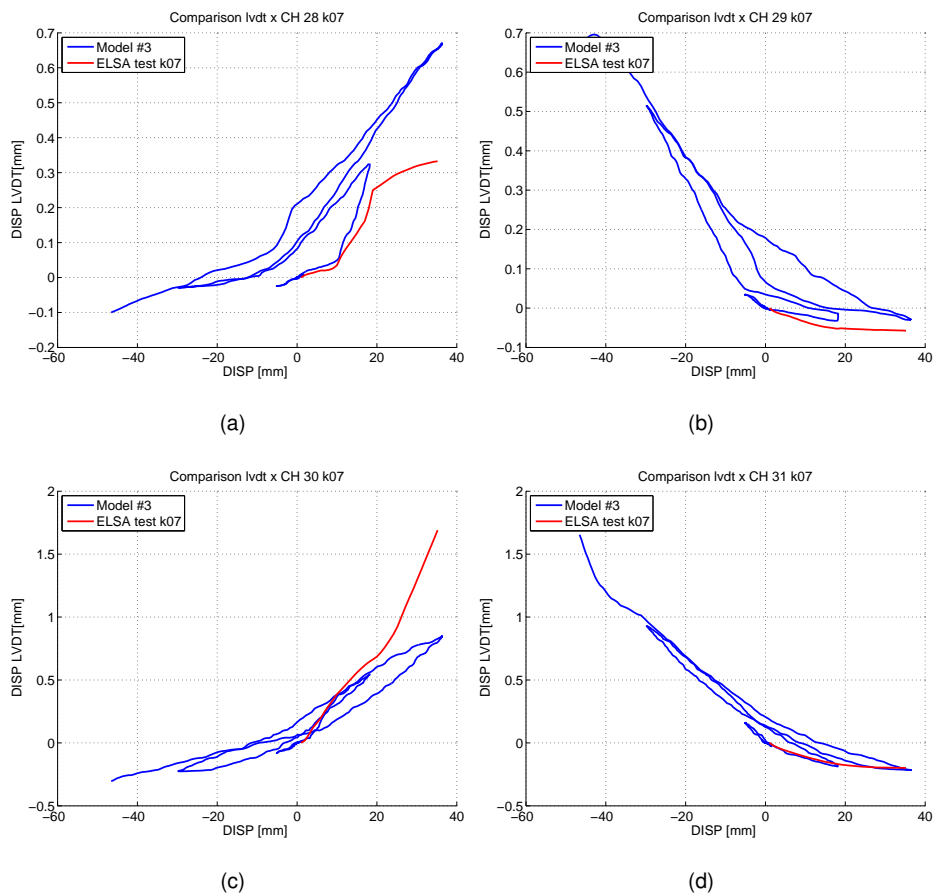 Comparison lvdt x CH 28 k07
Model #3
ELSA test k07
DISP LVDT[mm]
0.7
0.6
0.5
0.4
0.3
0.2
0.1
0
−0.1
−0.2
−60 −40 −20 0 20 40
DISP [mm]
(a)
Comparison lvdt x CH 29 k07
Model #3
ELSA test k07
DISP LVDT[mm]
0.7
0.6
0.5
0.4
0.3
0.2
0.1
0
−0.1
−60 −40 −20 0 20 40
DISP [mm]
(b)
Comparison lvdt x CH 30 k07
Model #3
ELSA test k07
DISP LVDT[mm]
2
1.5
1
0.5
0
−0.5
−60 −40 −20 0 20 40
DISP [mm]
(c)
Comparison lvdt x CH 31 k07
Model #3
ELSA test k07
DISP LVDT[mm]
2
1.5
1
0.5
0
−0.5
−60 −40 −20 0 20 40
DISP [mm]
(d)